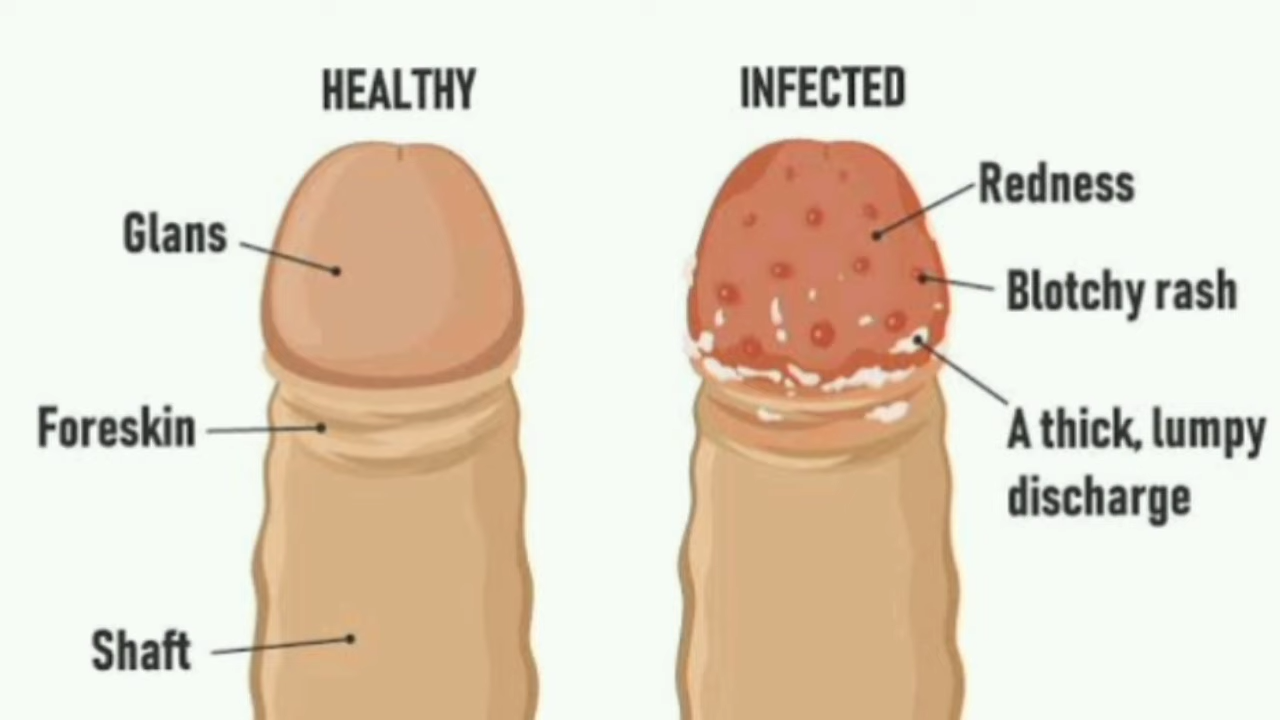 HEALTHY
INFECTED
Glans
Foreskin
Shaft
Redness
Blotchy rash
A thick, lumpy
discharge